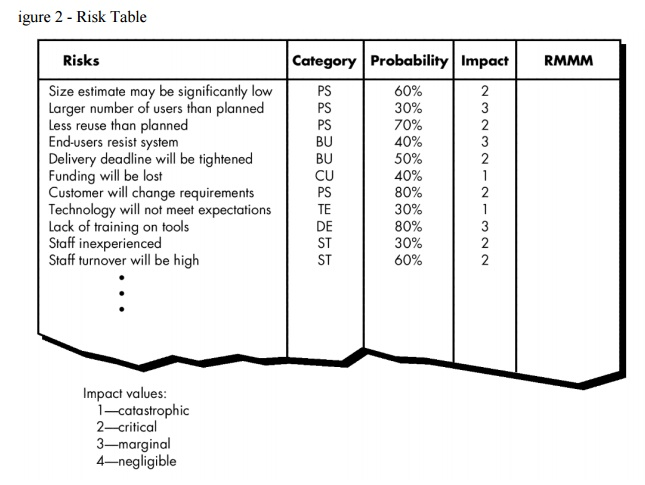 igure 2 - Risk Table
Risks Category Probability Impact RMMM
Size estimate may be significantly low PS 60% 2
Larger number of users than planned PS 30% 3
Less reuse than planned PS 70% 2
End-users resist system BU 40% 3
Delivery deadline will be tightened BU 50% 2
Funding will be lost CU 40% 1
Customer will change requirements PS 80% 2
Technology will not meet expectations TE 30% 1
Lack of training on tools DE 80% 3
Staff inexperienced ST 30% 2
Staff turnover will be high ST 60% 2
Impact values:
1—catastrophic
2—critical
3—marginal
4—negligible